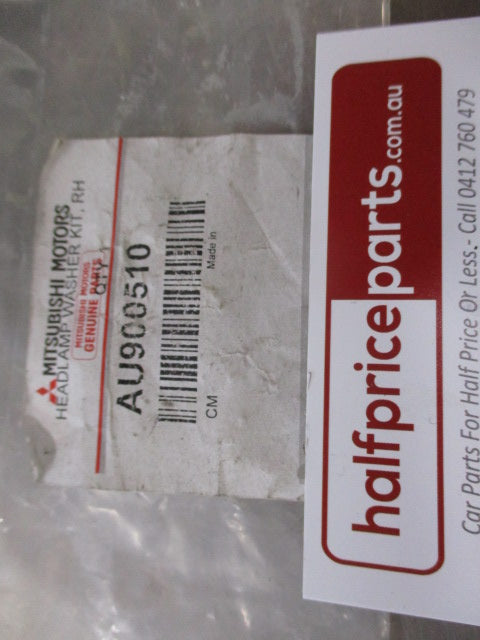 MITSUBISHI MOTORS
HEADLAMP WASHER KIT, RH
MITSUBISHI MOTORS
GENUINE PARTS
QTY 1
AU900510
Made in
CM
halfpriceparts.com.au
Car Parts For Half Price Or Less.- Call 0412 760 479